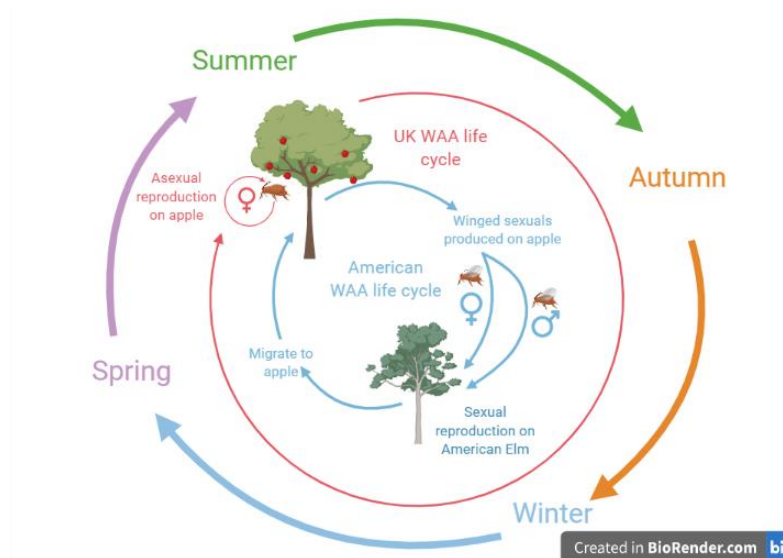 Summer
UK WAA life
cycle
Autumn
Asexual
reproduction
on apple
Winged sexuals
produced on apple
American
WAA life cycle
Migrate to
apple
Spring
Sexual
reproduction on
American Elm
Winter
Created in BioRender.com bi